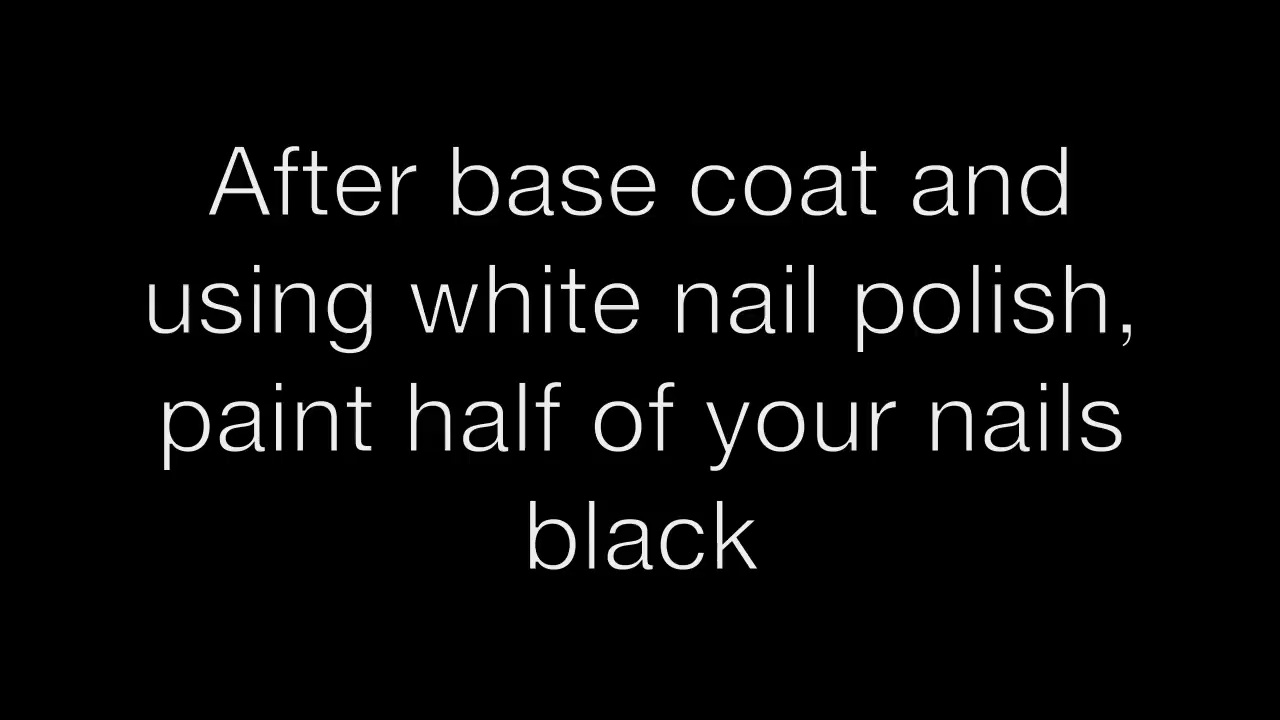 After base coat and
using white nail polish,
paint half of your nails
black